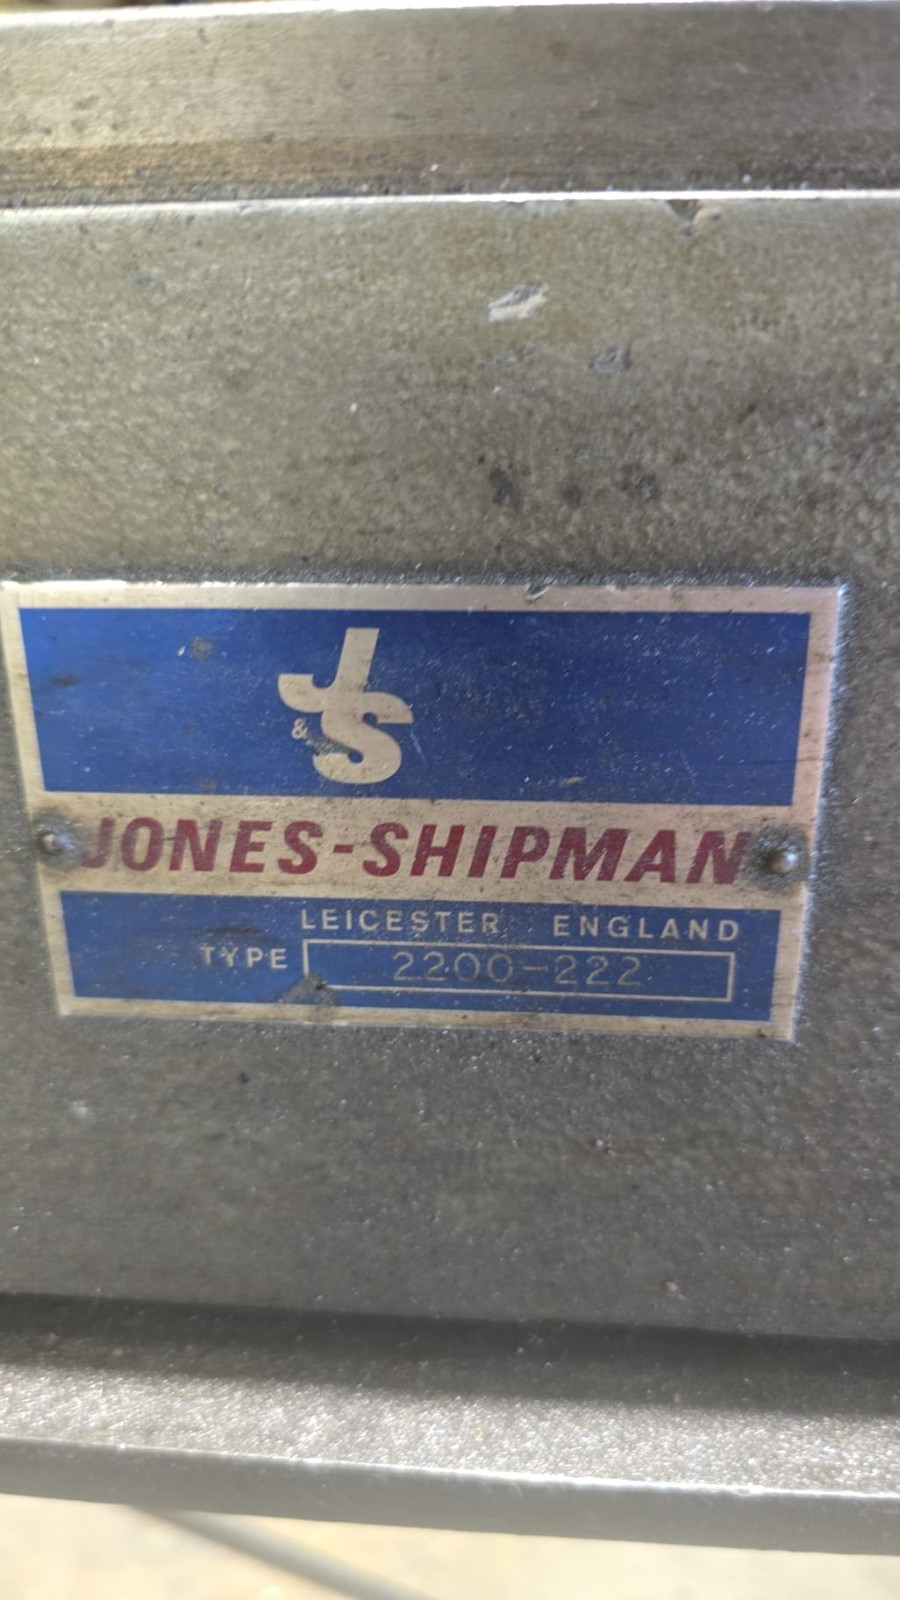 J
&S
JONES-SHIPMAN
LEICESTER ENGLAND
TYPE 2200-222